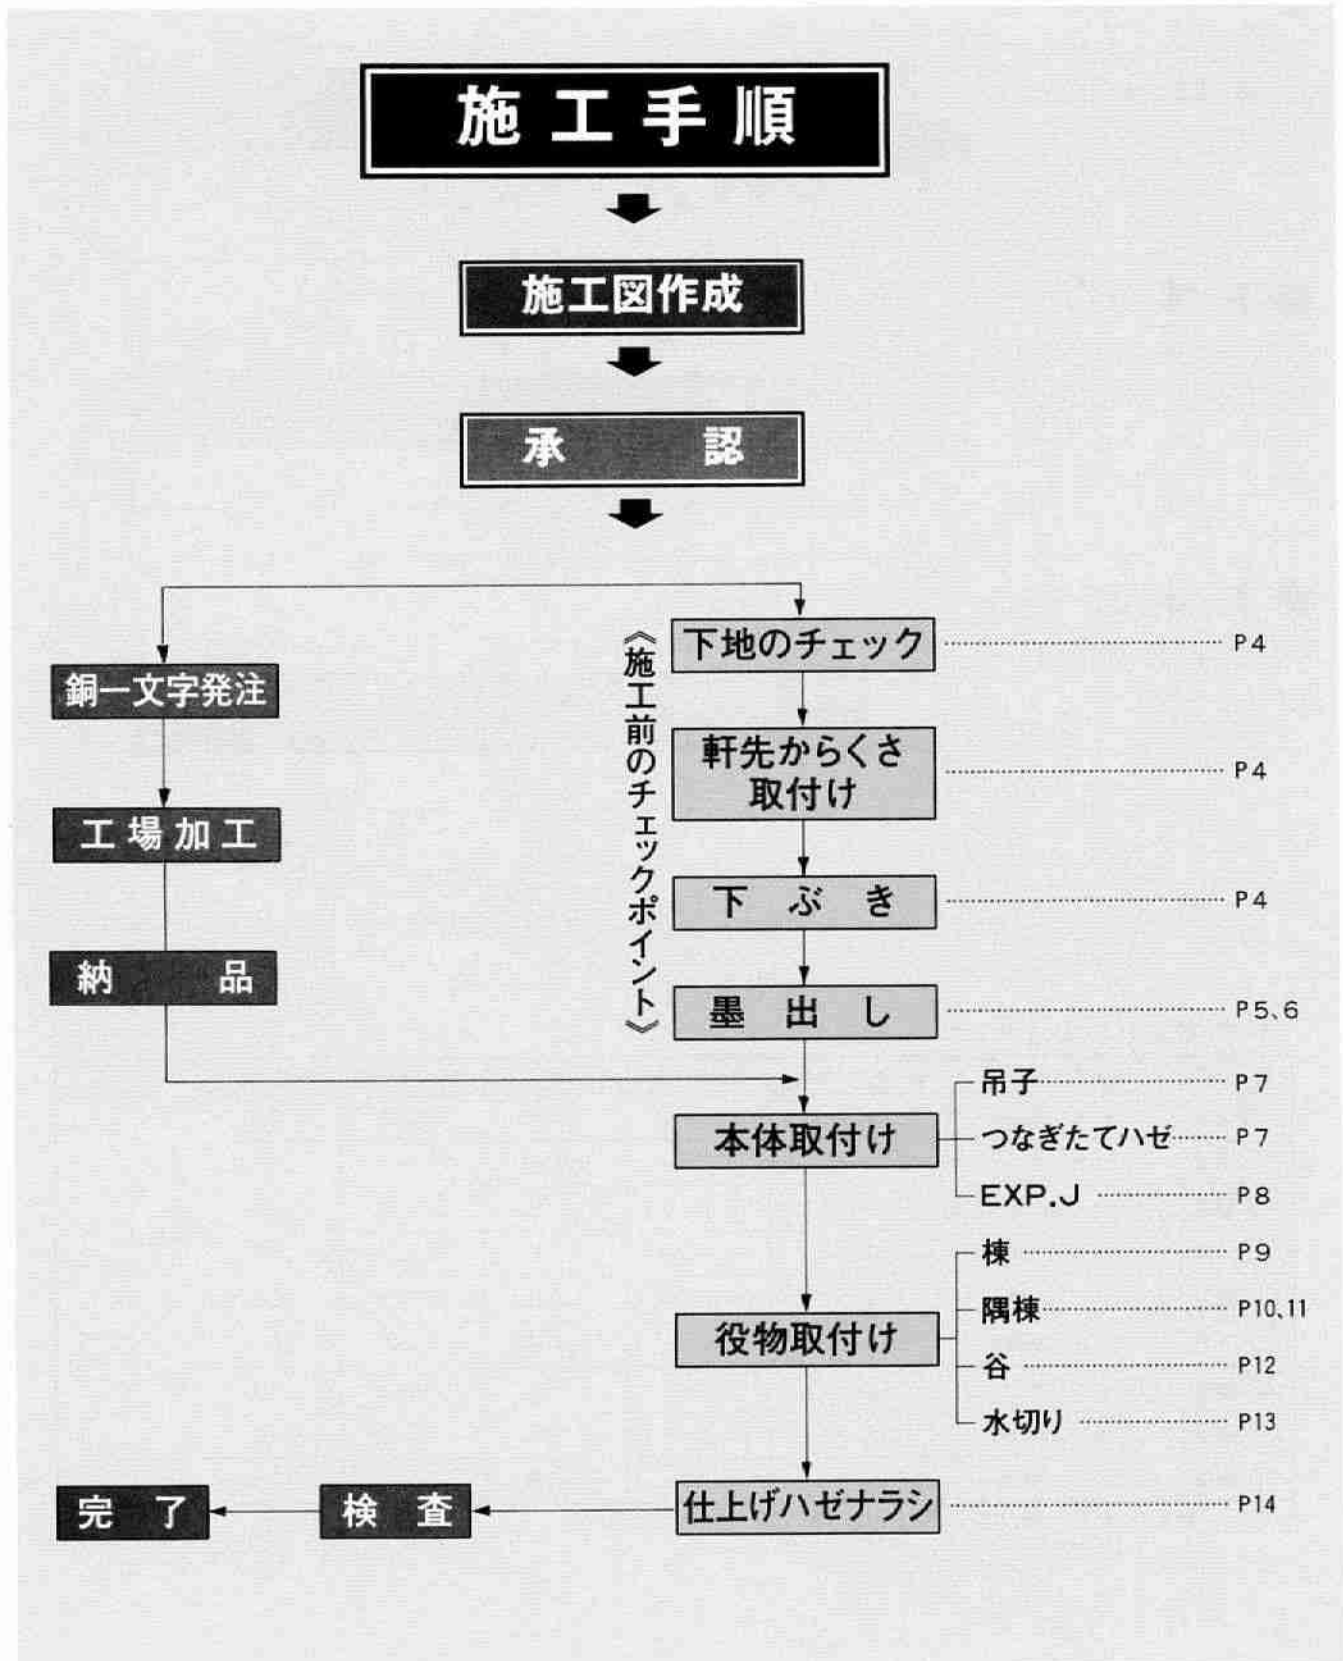 施工手順
施工図作成
承認
銅一文字発注
工場加工
納品
《施工前のチェックポイント》
下地のチェック
P4
軒先からくさ
取付け
P4
下ぶき
P4
墨出し
P5、6
本体取付け
吊子
P7
つなぎたてハゼ
P7
EXP.J
P8
役物取付け
棟
P9
隅棟
P10、11
谷
P12
水切り
P13
仕上げハゼナラシ
P14
検査
完了